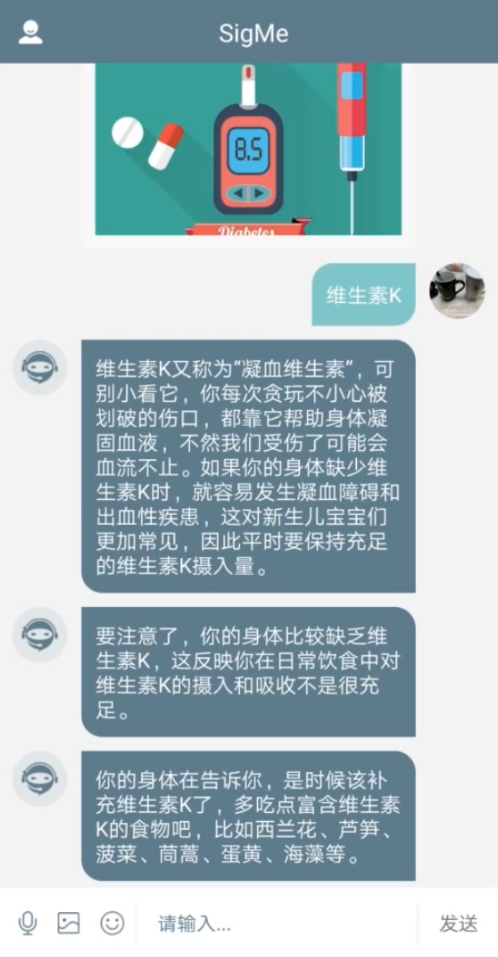 SigMe
8.5
Diabetes
维生素K
维生素K又称为“凝血维生素”，可
别小看它，你每次贪玩不小心被
划破的伤口，都靠它帮助身体凝
固血液，不然我们受伤了可能会
血流不止。如果你的身体缺少维
生素K时，就容易发生凝血障碍和
出血性疾患，这对新生儿宝宝们
更加常见，因此平时要保持充足
的维生素K摄入量。
要注意了，你的身体比较缺乏维
生素K，这反映你在日常饮食中对
维生素K的摄入和吸收不是很充
足。
你的身体在告诉你，是时候该补
充维生素K了，多吃点富含维生素
K的食物吧，比如西兰花、芦笋、
菠菜、茼蒿、蛋黄、海藻等。
请输入...
发送